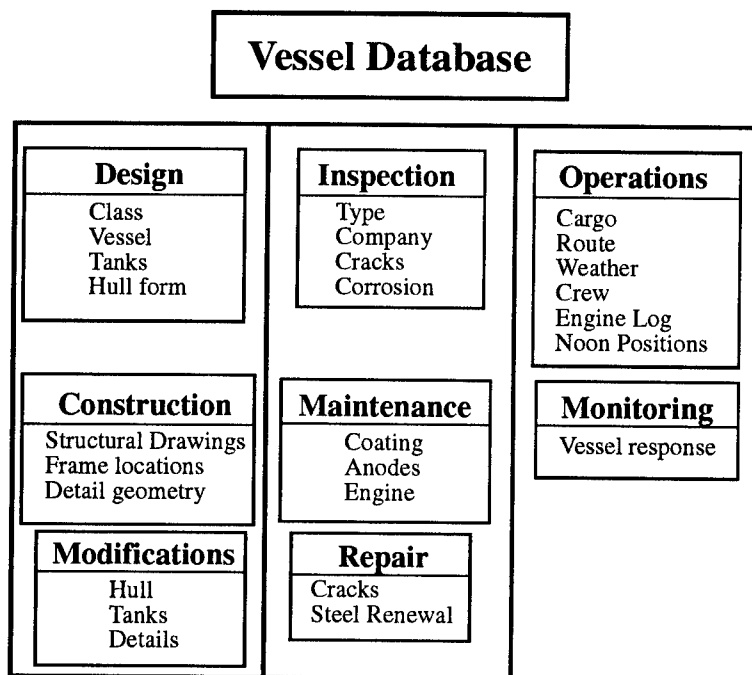 Vessel Database
Design
Class
Vessel
Tanks
Hull form
Construction
Structural Drawings
Frame locations
Detail geometry
Modifications
Hull
Tanks
Details
Inspection
Type
Company
Cracks
Corrosion
Maintenance
Coating
Anodes
Engine
Repair
Cracks
Steel Renewal
Operations
Cargo
Route
Weather
Crew
Engine Log
Noon Positions
Monitoring
Vessel response